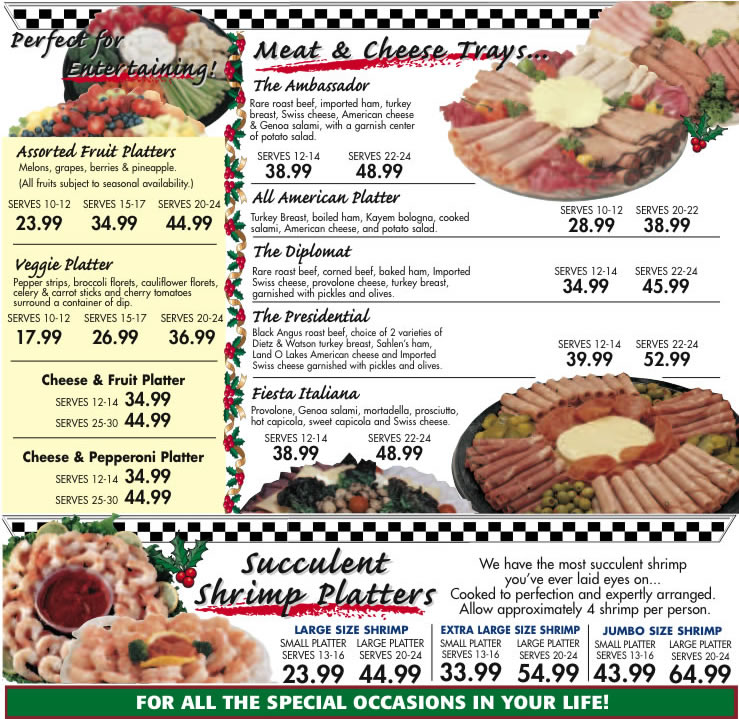 Perfect for
Entertaining!
Assorted Fruit Platters
Melons, grapes, berries & pineapple.
(All fruits subject to seasonal availability.)
SERVES 10-12 SERVES 15-17 SERVES 20-24
23.99 34.99 44.99
Veggie Platter
Pepper strips, broccoli florets, cauliflower florets,
celery & carrot sticks and cherry tomatoes
surround a container of dip.
SERVES 10-12 SERVES 15-17 SERVES 20-24
17.99 26.99 36.99
Cheese & Fruit Platter
SERVES 12-14 34.99
SERVES 25-30 44.99
Cheese & Pepperoni Platter
SERVES 12-14 34.99
SERVES 25-30 44.99
Meat & Cheese Trays...
The Ambassador
Rare roast beef, imported ham, turkey
breast, Swiss cheese, American cheese
& Genoa salami, with a garnish center
of potato salad.
SERVES 12-14 SERVES 22-24
38.99 48.99
All American Platter
Turkey Breast, boiled ham, Kayem bologna, cooked
salami, American cheese, and potato salad.
SERVES 10-12 SERVES 20-22
28.99 38.99
The Diplomat
Rare roast beef, corned beef, baked ham, Imported
Swiss cheese, provolone cheese, turkey breast,
garnished with pickles and olives.
SERVES 12-14 SERVES 22-24
34.99 45.99
The Presidential
Black Angus roast beef, choice of 2 varieties of
Dietz & Watson turkey breast, Sahlen's ham,
Land O Lakes American cheese and Imported
Swiss cheese garnished with pickles and olives.
SERVES 12-14 SERVES 22-24
39.99 52.99
Fiesta Italiana
Provolone, Genoa salami, mortadella, prosciutto,
hot capicola, sweet capicola and Swiss cheese.
SERVES 12-14 SERVES 22-24
38.99 48.99
Succulent
Shrimp Platters
We have the most succulent shrimp
you've ever laid eyes on...
Cooked to perfection and expertly arranged.
Allow approximately 4 shrimp per person.
LARGE SIZE SHRIMP
SMALL PLATTER LARGE PLATTER
SERVES 13-16 SERVES 20-24
23.99 44.99
EXTRA LARGE SIZE SHRIMP
SMALL PLATTER LARGE PLATTER
SERVES 13-16 SERVES 20-24
33.99 54.99
JUMBO SIZE SHRIMP
SMALL PLATTER LARGE PLATTER
SERVES 13-16 SERVES 20-24
43.99 64.99
FOR ALL THE SPECIAL OCCASIONS IN YOUR LIFE!